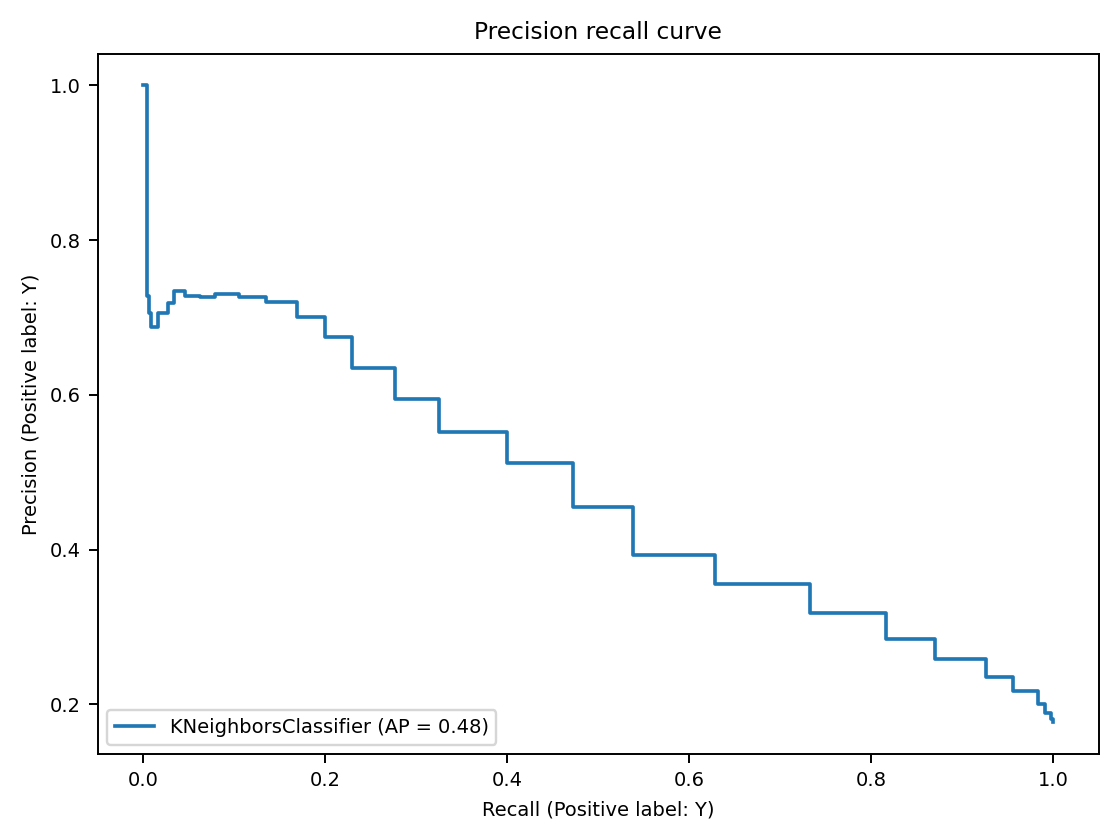 Precision recall curve
1.0
0.8
0.6
0.4
0.2
Precision (Positive label: Y)
KNeighborsClassifier (AP = 0.48)
0.0
0.2
0.4
0.6
0.8
1.0
Recall (Positive label: Y)